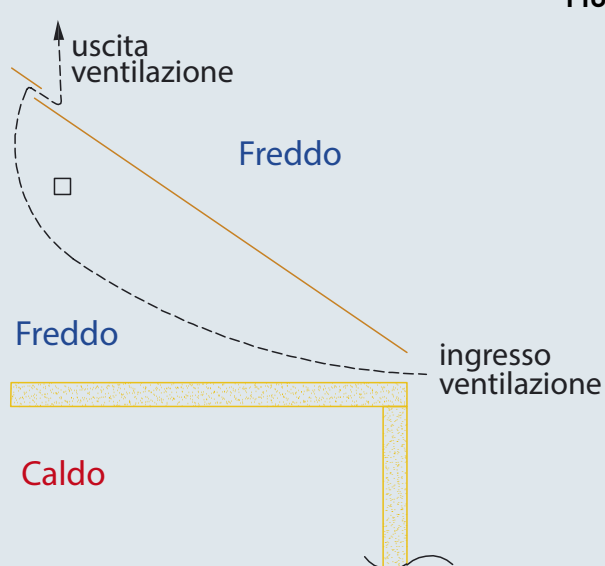 uscita
ventilazione
Freddo
Freddo
ingresso
ventilazione
Caldo